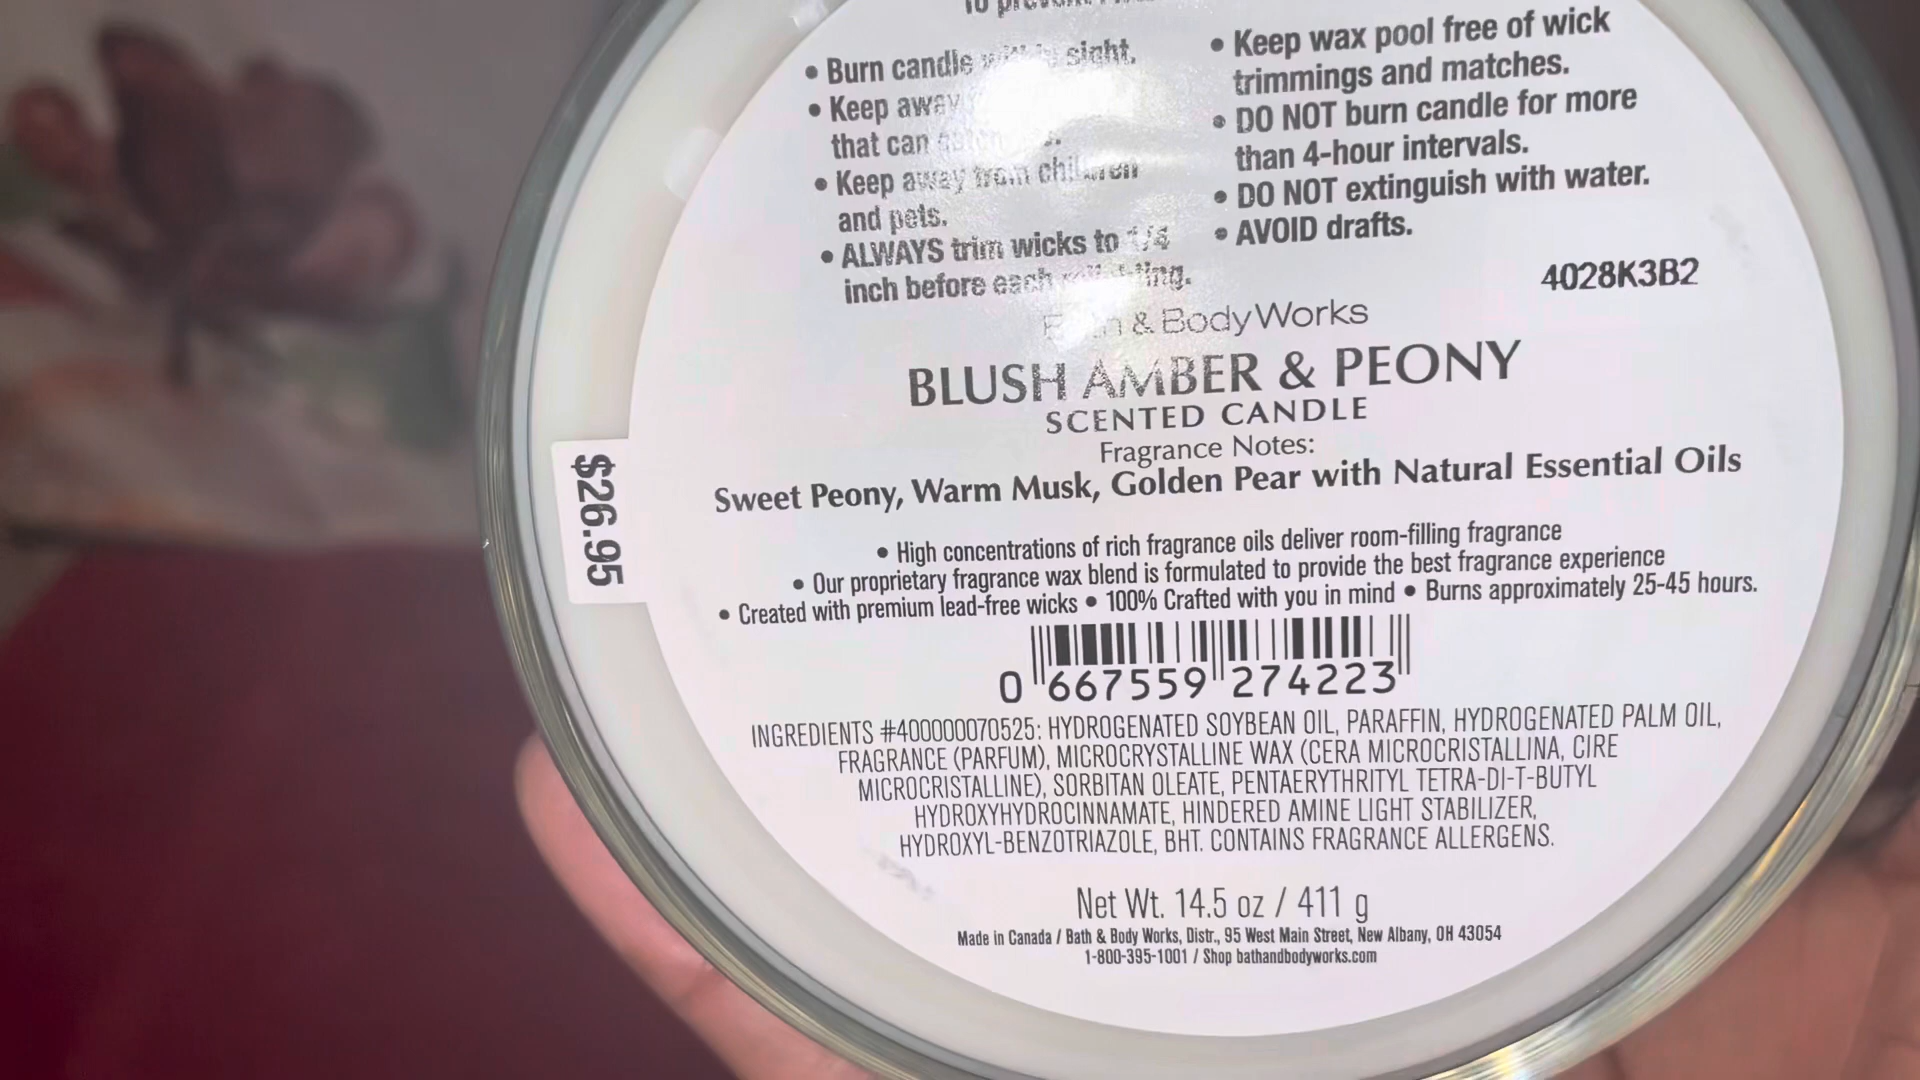 • Burn candle sight.
• Keep away
that can
• Keep away from children
and pets.
• ALWAYS trim wicks to 1/4
inch before each
• Keep wax pool free of wick
trimmings and matches.
• DO NOT burn candle for more
than 4-hour intervals.
• DO NOT extinguish with water.
• AVOID drafts.
4028K3B2
& Body Works
BLUSH AMBER & PEONY
SCENTED CANDLE
Fragrance Notes:
Sweet Peony, Warm Musk, Golden Pear with Natural Essential Oils
$26.95
• High concentrations of rich fragrance oils deliver room-filling fragrance
• Our proprietary fragrance wax blend is formulated to provide the best fragrance experience
• Created with premium lead-free wicks • 100% Crafted with you in mind • Burns approximately 25-45 hours.
0 667559 274223
INGREDIENTS #400000070525: HYDROGENATED SOYBEAN OIL, PARAFFIN, HYDROGENATED PALM OIL,
FRAGRANCE (PARFUM), MICROCRYSTALLINE WAX (CERA MICROCRISTALLINA, CIRE
MICROCRISTALLINE), SORBITAN OLEATE, PENTAERYTHRITYL TETRA-DI-T-BUTYL
HYDROXYHYDROCINNAMATE, HINDERED AMINE LIGHT STABILIZER,
HYDROXYL-BENZOTRIAZOLE, BHT. CONTAINS FRAGRANCE ALLERGENS.
Net Wt. 14.5 oz / 411 g
Made in Canada / Bath & Body Works, Distr., 95 West Main Street, New Albany, OH 43054
1-800-395-1001 / Shop bathandbodyworks.com